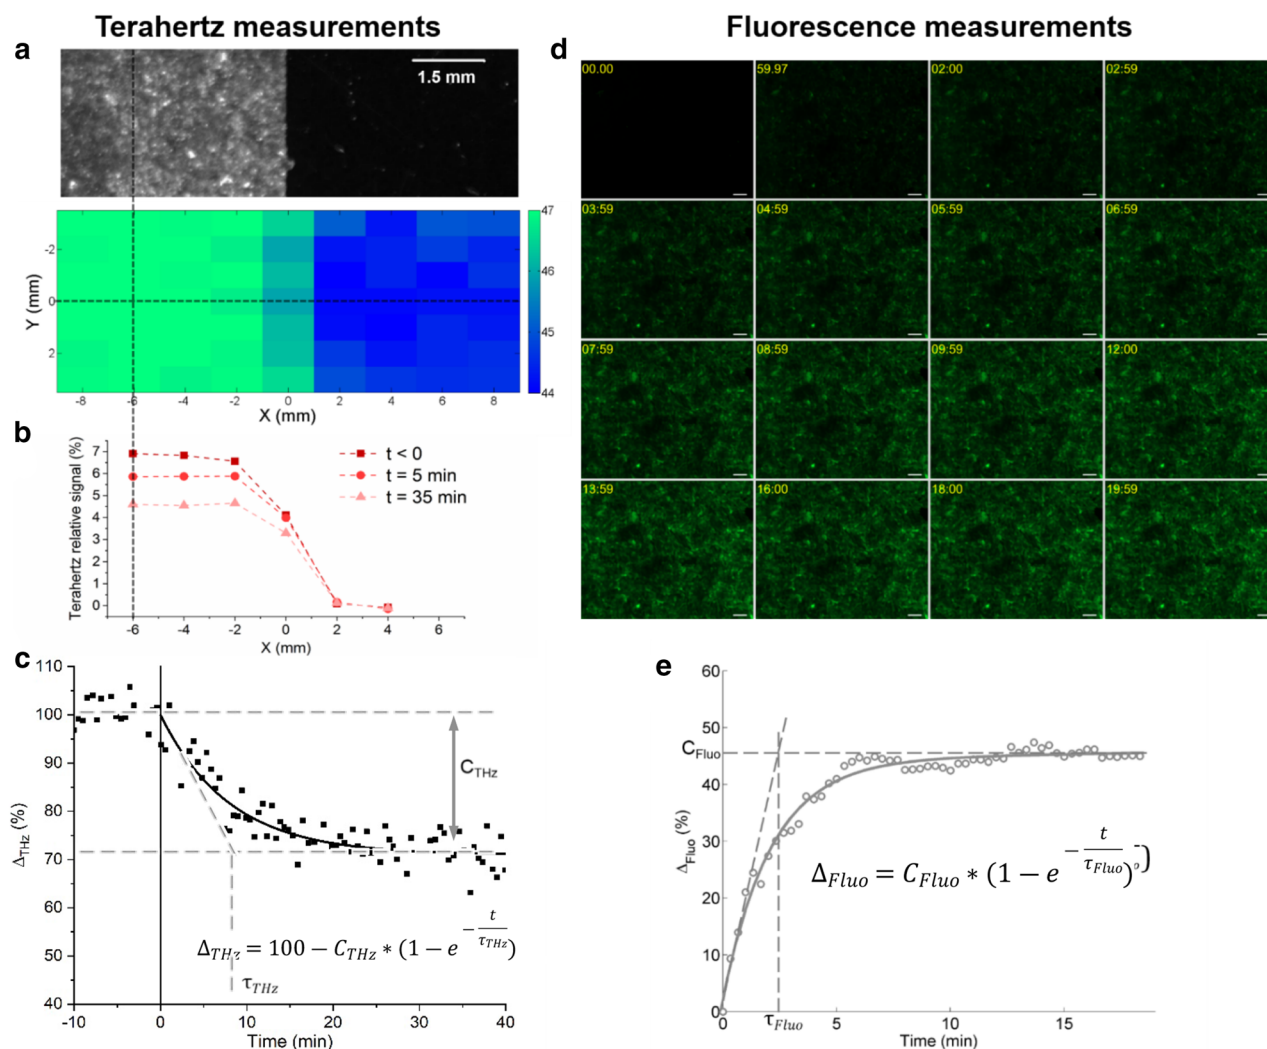 Terahertz measurements
Fluorescence measurements
a
1.5 mm
-2
0
2
Y (mm)
-8 -6 -4 -2 0 2 4 6 8
X (mm)
47
46
45
44
b
Terahertz relative signal (%)
7
6
5
4
3
2
1
0
t < 0
t = 5 min
t = 35 min
-6 -4 -2 0 2 4 6
X (mm)
c
Δ_THz (%)
110
100
90
80
70
60
50
40
C_THz
Δ_THz = 100 − C_THz * (1 − e^(−t/τ_THz))
τ_THz
-10 0 10 20 30 40
Time (min)
d
00.00 59.97 02:00 02:59
03:59 04:59 05:59 06:59
07:59 08:59 09:59 12:00
13:59 16:00 18:00 19:59
e
Δ_Fluo (%)
60
50
C_Fluo
40
30
20
10
0
Δ_Fluo = C_Fluo * (1 − e^(−t/τ_Fluo))
0 τ_Fluo 5 10 15
Time (min)